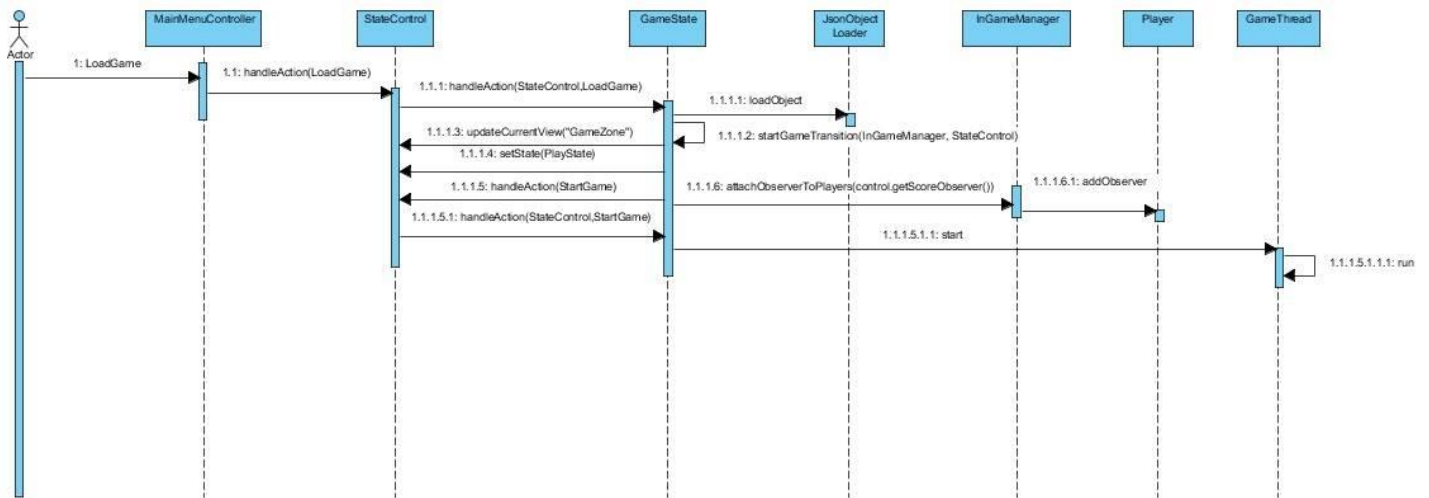 MainMenuController
StateControl
GameState
JsonObject
Loader
InGameManager
Player
GameThread
Actor
1: LoadGame
1.1: handleAction(LoadGame)
1.1.1: handleAction(StateControl,LoadGame)
1.1.1.1: loadObject
1.1.1.3: updateCurrentView("GameZone")
1.1.1.2: startGameTransition(InGameManager, StateControl)
1.1.1.4: setState(PlayState)
1.1.1.5: handleAction(StartGame)
1.1.1.6: attachObserverToPlayers(control.getScoreObserver())
1.1.1.6.1: addObserver
1.1.1.5.1: handleAction(StateControl,StartGame)
1.1.1.5.1.1: start
1.1.1.5.1.1.1: run